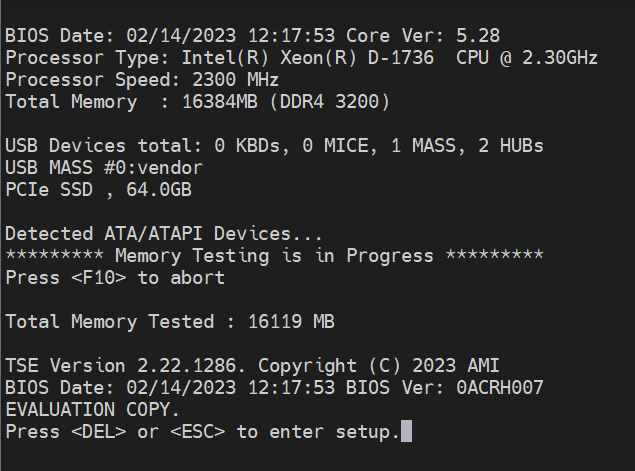 BIOS Date: 02/14/2023 12:17:53 Core Ver: 5.28
Processor Type: Intel(R) Xeon(R) D-1736  CPU @ 2.30GHz
Processor Speed: 2300 MHz
Total Memory  : 16384MB (DDR4 3200)
USB Devices total: 0 KBDs, 0 MICE, 1 MASS, 2 HUBs
USB MASS #0:vendor
PCIe SSD , 64.0GB
Detected ATA/ATAPI Devices...
********* Memory Testing is in Progress *********
Press <F10> to abort
Total Memory Tested : 16119 MB
TSE Version 2.22.1286. Copyright (C) 2023 AMI
BIOS Date: 02/14/2023 12:17:53 BIOS Ver: 0ACRH007
EVALUATION COPY.
Press <DEL> or <ESC> to enter setup.